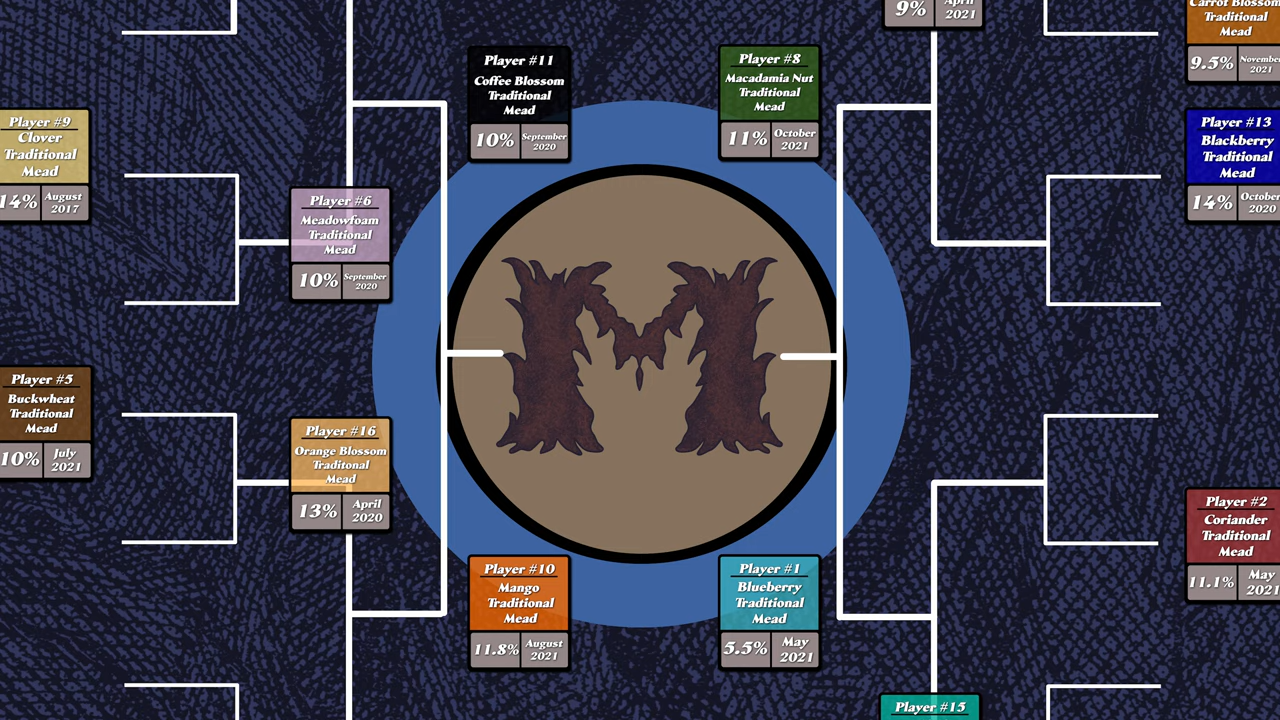 9%
April
2021
Carrot Blossom
Traditional
Mead
9.5%
November
2021
Player #11
Coffee Blossom
Traditional
Mead
10%
September
2020
Player #8
Macadamia Nut
Traditional
Mead
11%
October
2021
Player #9
Clover
Traditional
Mead
14%
August
2017
Player #13
Blackberry
Traditional
Mead
14%
October
2020
Player #6
Meadowfoam
Traditional
Mead
10%
September
2020
Player #5
Buckwheat
Traditional
Mead
10%
July
2021
Player #16
Orange Blossom
Traditonal
Mead
13%
April
2020
M
Player #2
Coriander
Traditional
Mead
11.1%
May
2021
Player #10
Mango
Traditional
Mead
11.8%
August
2021
Player #1
Blueberry
Traditional
Mead
5.5%
May
2021
Player #15